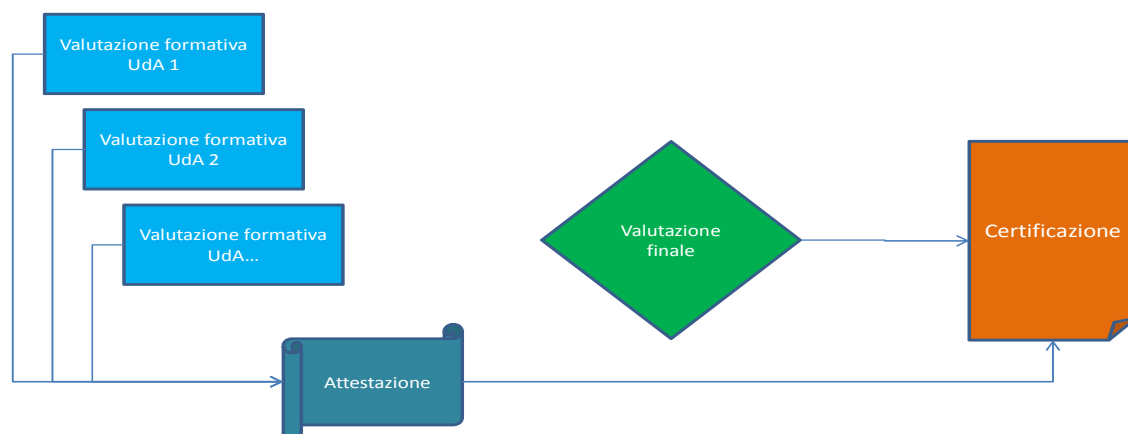 Valutazione formativa
UdA 1
Valutazione formativa
UdA 2
Valutazione formativa
UdA...
Valutazione
finale
Certificazione
Attestazione